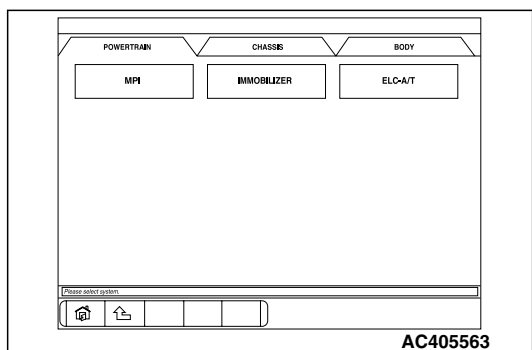 POWERTRAIN CHASSIS BODY
MPI IMMOBILIZER ELC-A/T
Please select system.
AC405563